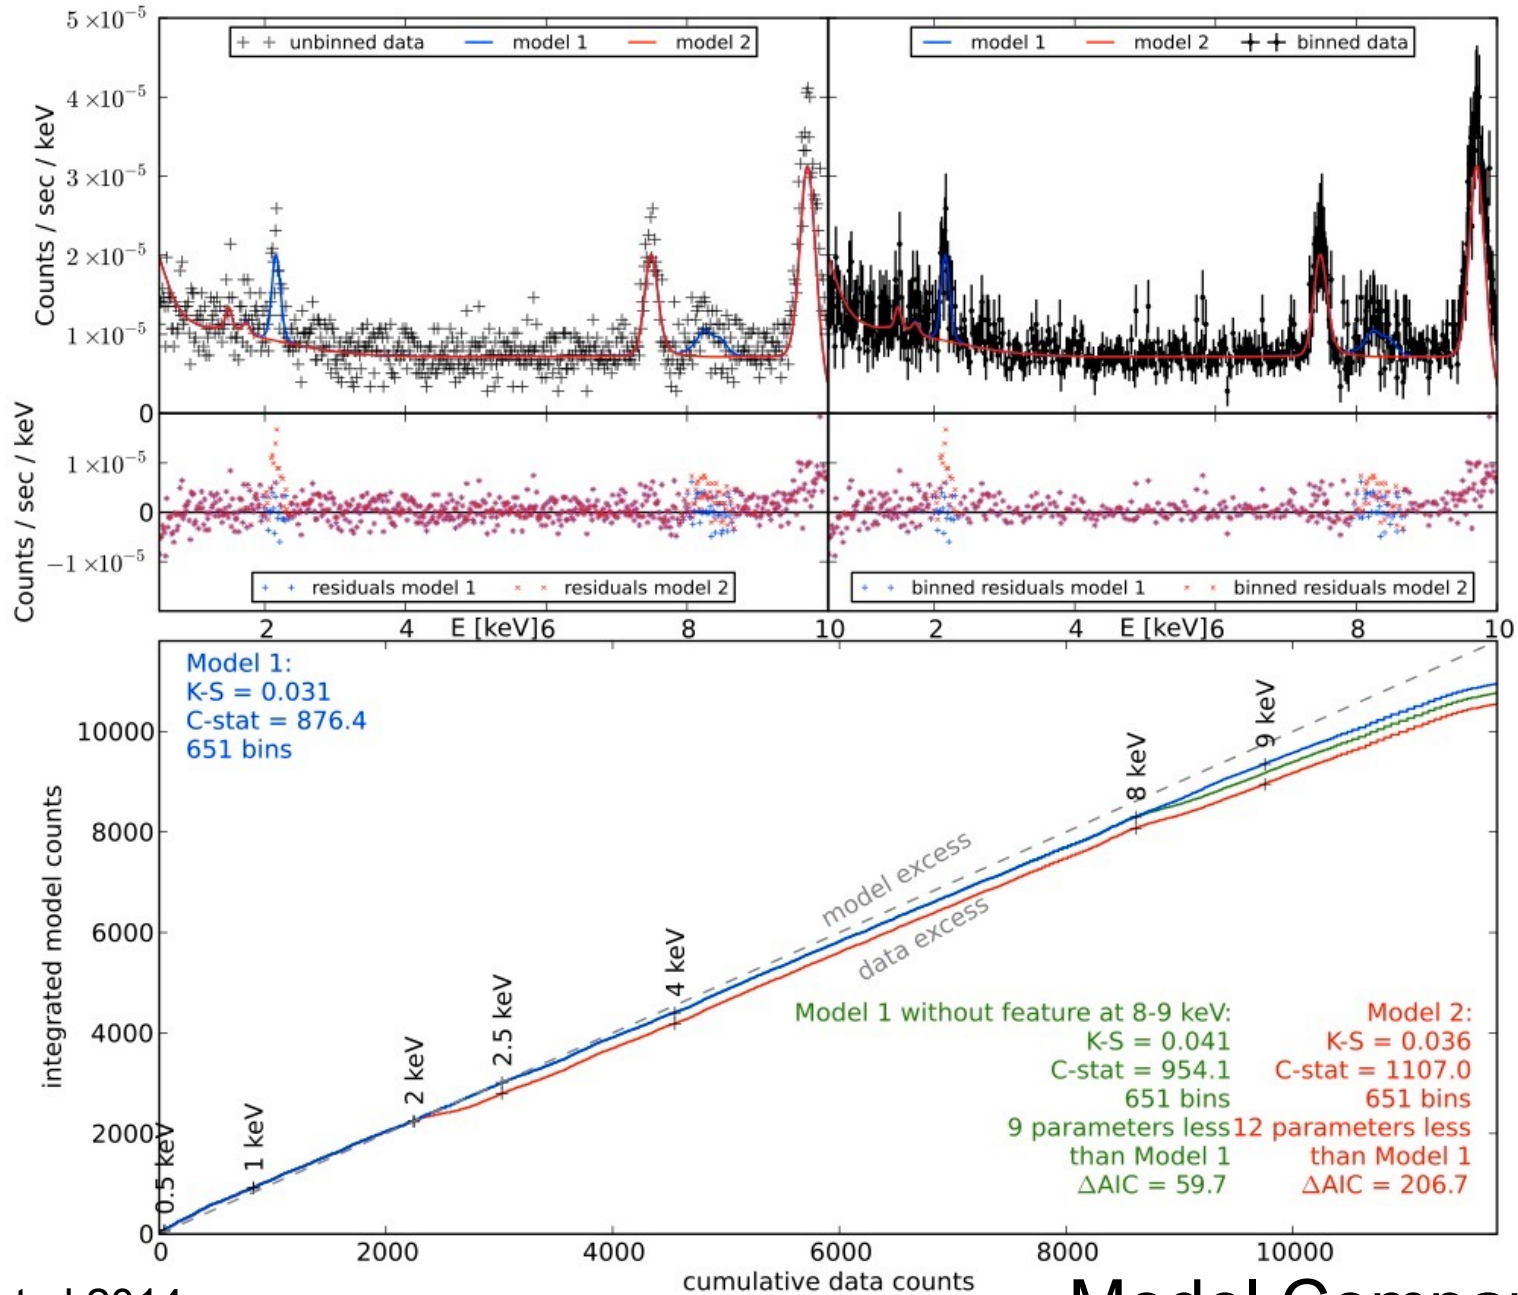 5 ×10⁻⁵
4 ×10⁻⁵
3 ×10⁻⁵
2 ×10⁻⁵
1 ×10⁻⁵
0
Counts / sec / keV
unbinned data model 1 model 2
model 1 model 2 binned data
1 ×10⁻⁵
0
−1 ×10⁻⁵
Counts / sec / keV
residuals model 1 residuals model 2
binned residuals model 1 binned residuals model 2
2 4 E [keV] 6 8 10 2 4 E [keV] 6 8 10
Model 1:
K-S = 0.031
C-stat = 876.4
651 bins
10000
8000
6000
4000
2000
0
integrated model counts
0.5 keV
1 keV
2 keV
2.5 keV
4 keV
8 keV
9 keV
model excess
data excess
Model 1 without feature at 8-9 keV:
K-S = 0.041
C-stat = 954.1
651 bins
9 parameters less
than Model 1
ΔAIC = 59.7
Model 2:
K-S = 0.036
C-stat = 1107.0
651 bins
12 parameters less
than Model 1
ΔAIC = 206.7
0 2000 4000 6000 8000 10000
cumulative data counts
2014
Model